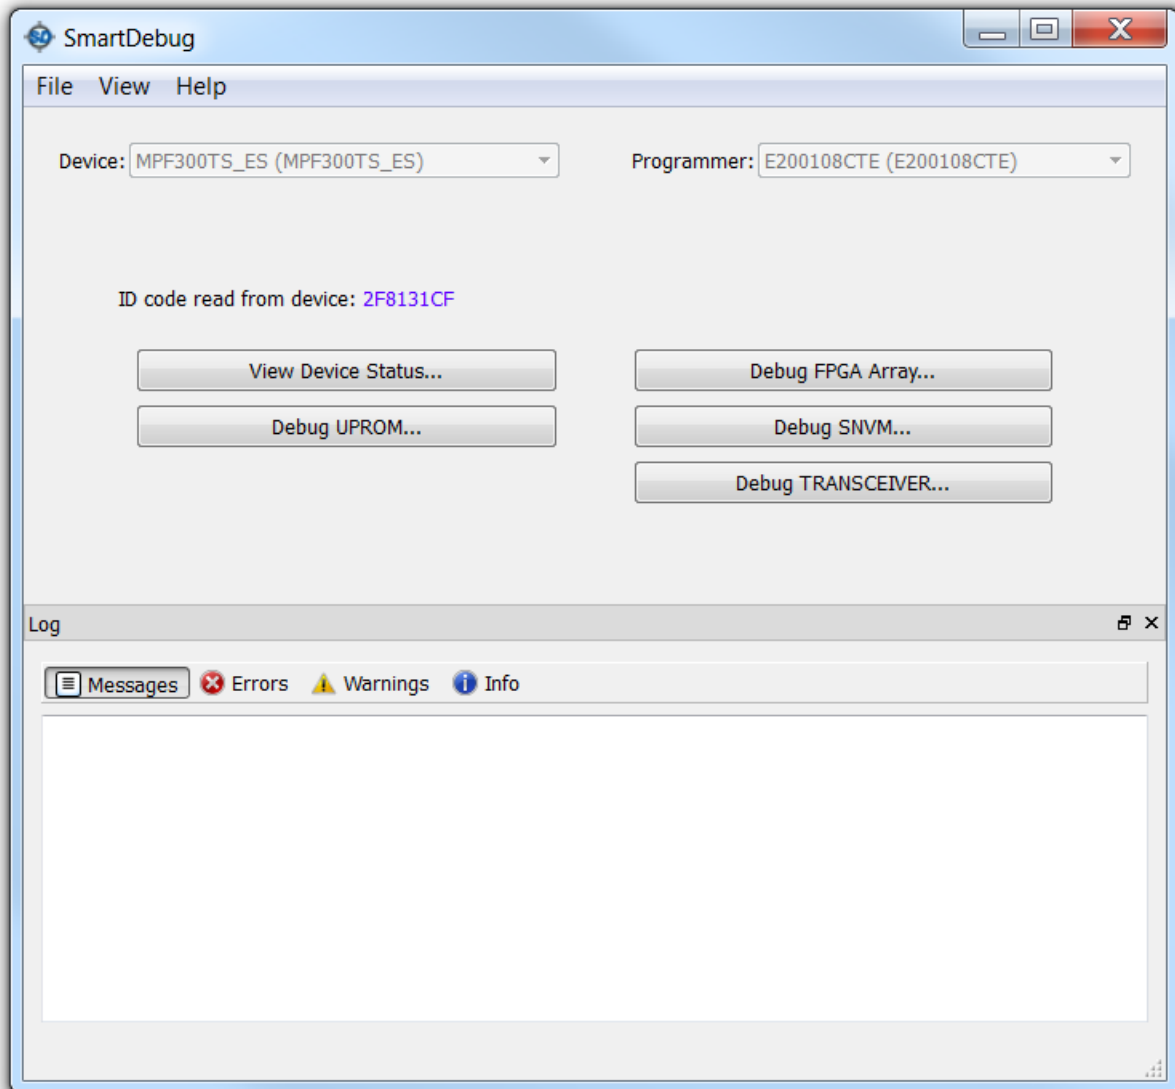 SmartDebug
File View Help
Device: MPF300TS_ES (MPF300TS_ES) Programmer: E200108CTE (E200108CTE)
ID code read from device: 2F8131CF
View Device Status... Debug FPGA Array...
Debug UPROM... Debug SNVM...
Debug TRANSCEIVER...
Log
Messages Errors Warnings Info